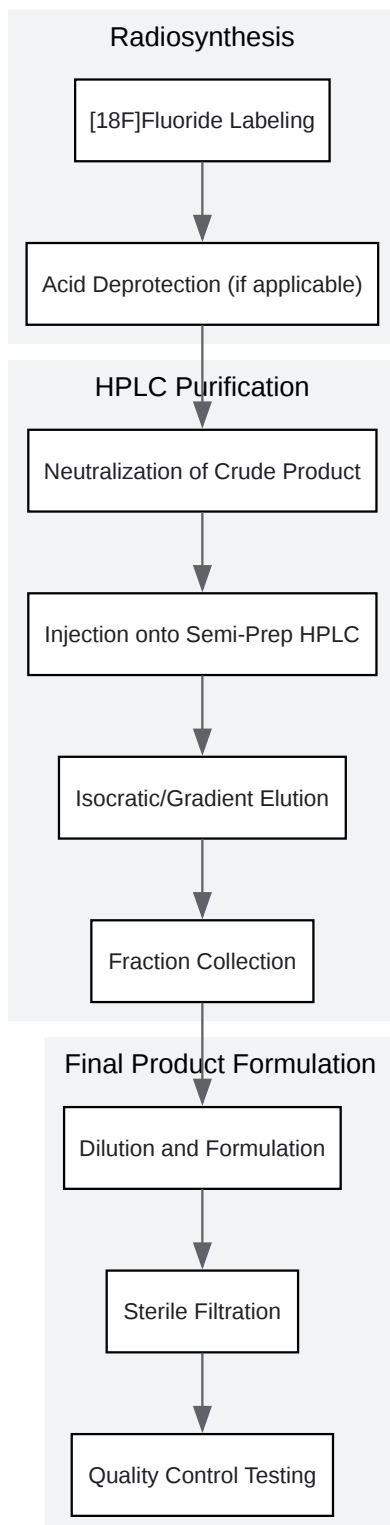 Radiosynthesis
[18F]Fluoride Labeling
Acid Deprotection (if applicable)
HPLC Purification
Neutralization of Crude Product
Injection onto Semi-Prep HPLC
Isocratic/Gradient Elution
Fraction Collection
Final Product Formulation
Dilution and Formulation
Sterile Filtration
Quality Control Testing